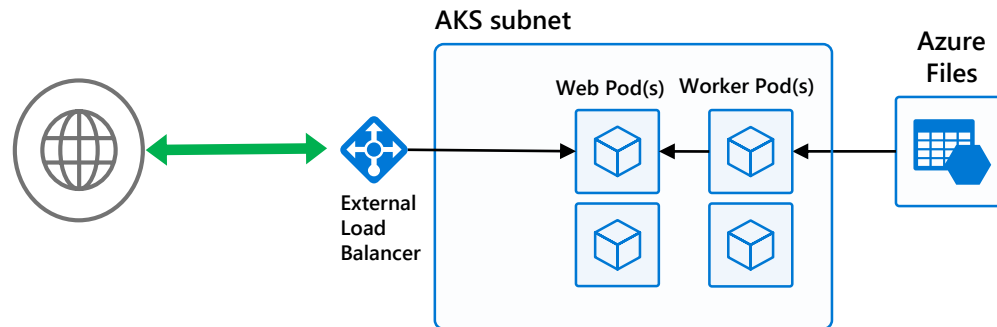 AKS subnet
Azure
Files
Web Pod(s)
Worker Pod(s)
External
Load
Balancer